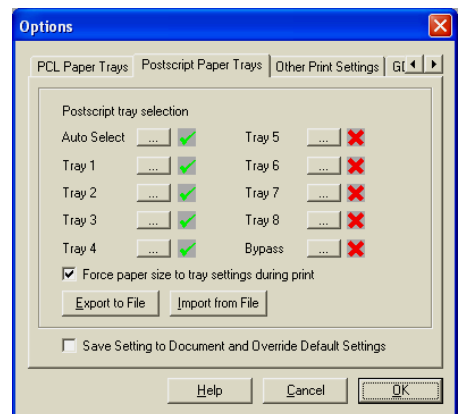 Options
PCL Paper Trays Postscript Paper Trays Other Print Settings
Postscript tray selection
Auto Select ... Tray 5 ...
Tray 1 ... Tray 6 ...
Tray 2 ... Tray 7 ...
Tray 3 ... Tray 8 ...
Tray 4 ... Bypass ...
Force paper size to tray settings during print
Export to File Import from File
Save Setting to Document and Override Default Settings
Help Cancel OK